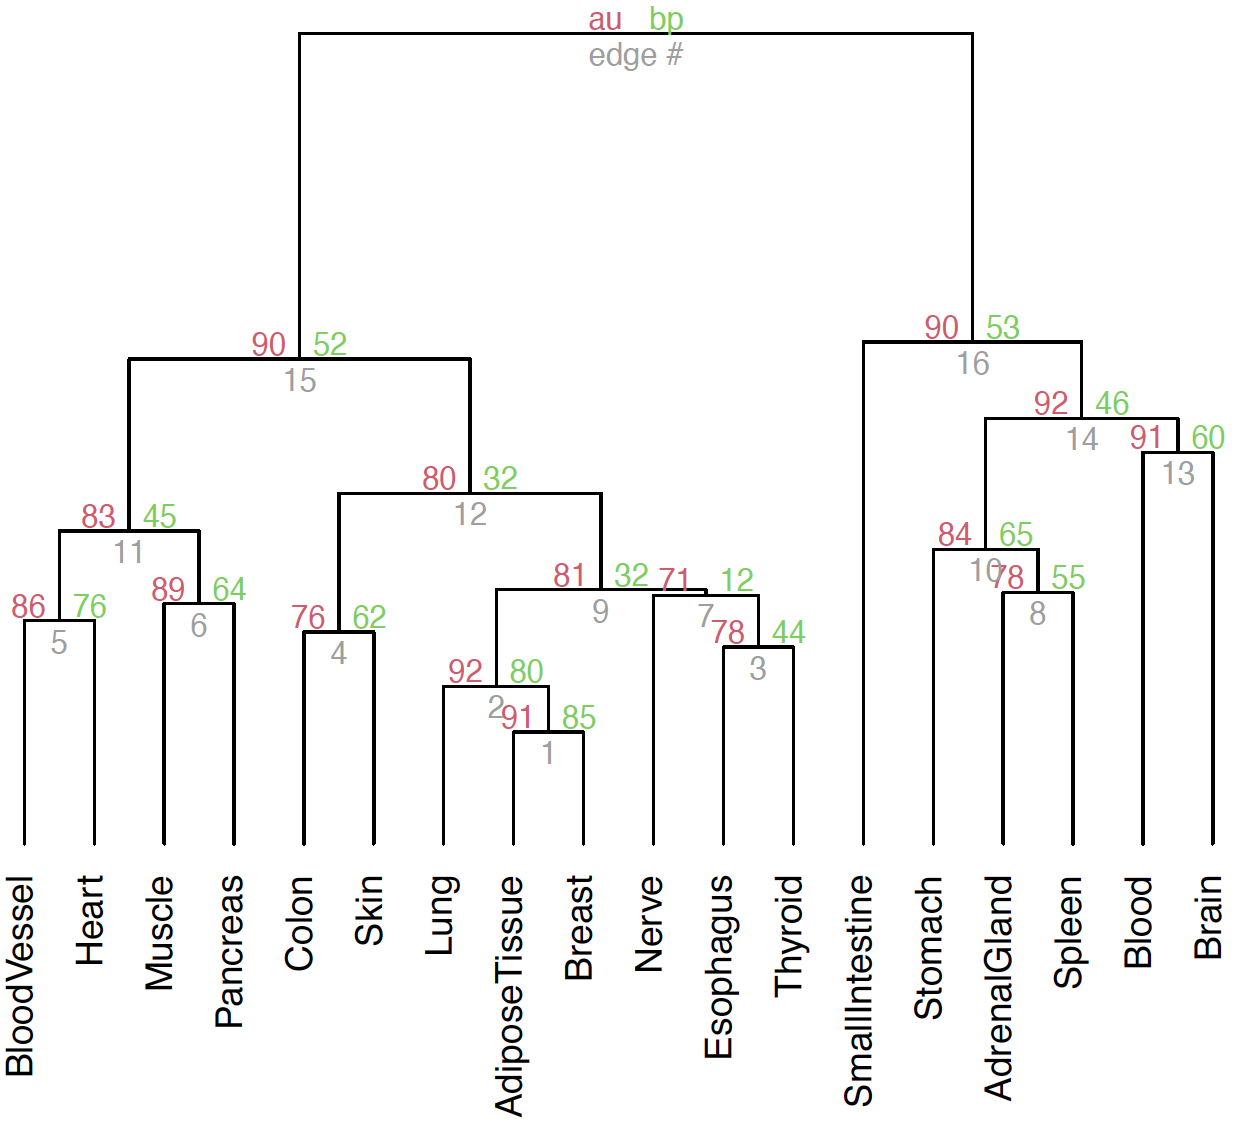 au bp
edge #
90 53
16
90 52
15
92 46
14
91 60
13
80 32
12
83 45
11
84 65
10
81 32
9
71 12
7
78 55
8
89 64
6
86 76
5
76 62
4
78 44
3
92 80
2
91 85
1
BloodVessel
Heart
Muscle
Pancreas
Colon
Skin
Lung
AdiposeTissue
Breast
Nerve
Esophagus
Thyroid
SmallIntestine
Stomach
AdrenalGland
Spleen
Blood
Brain